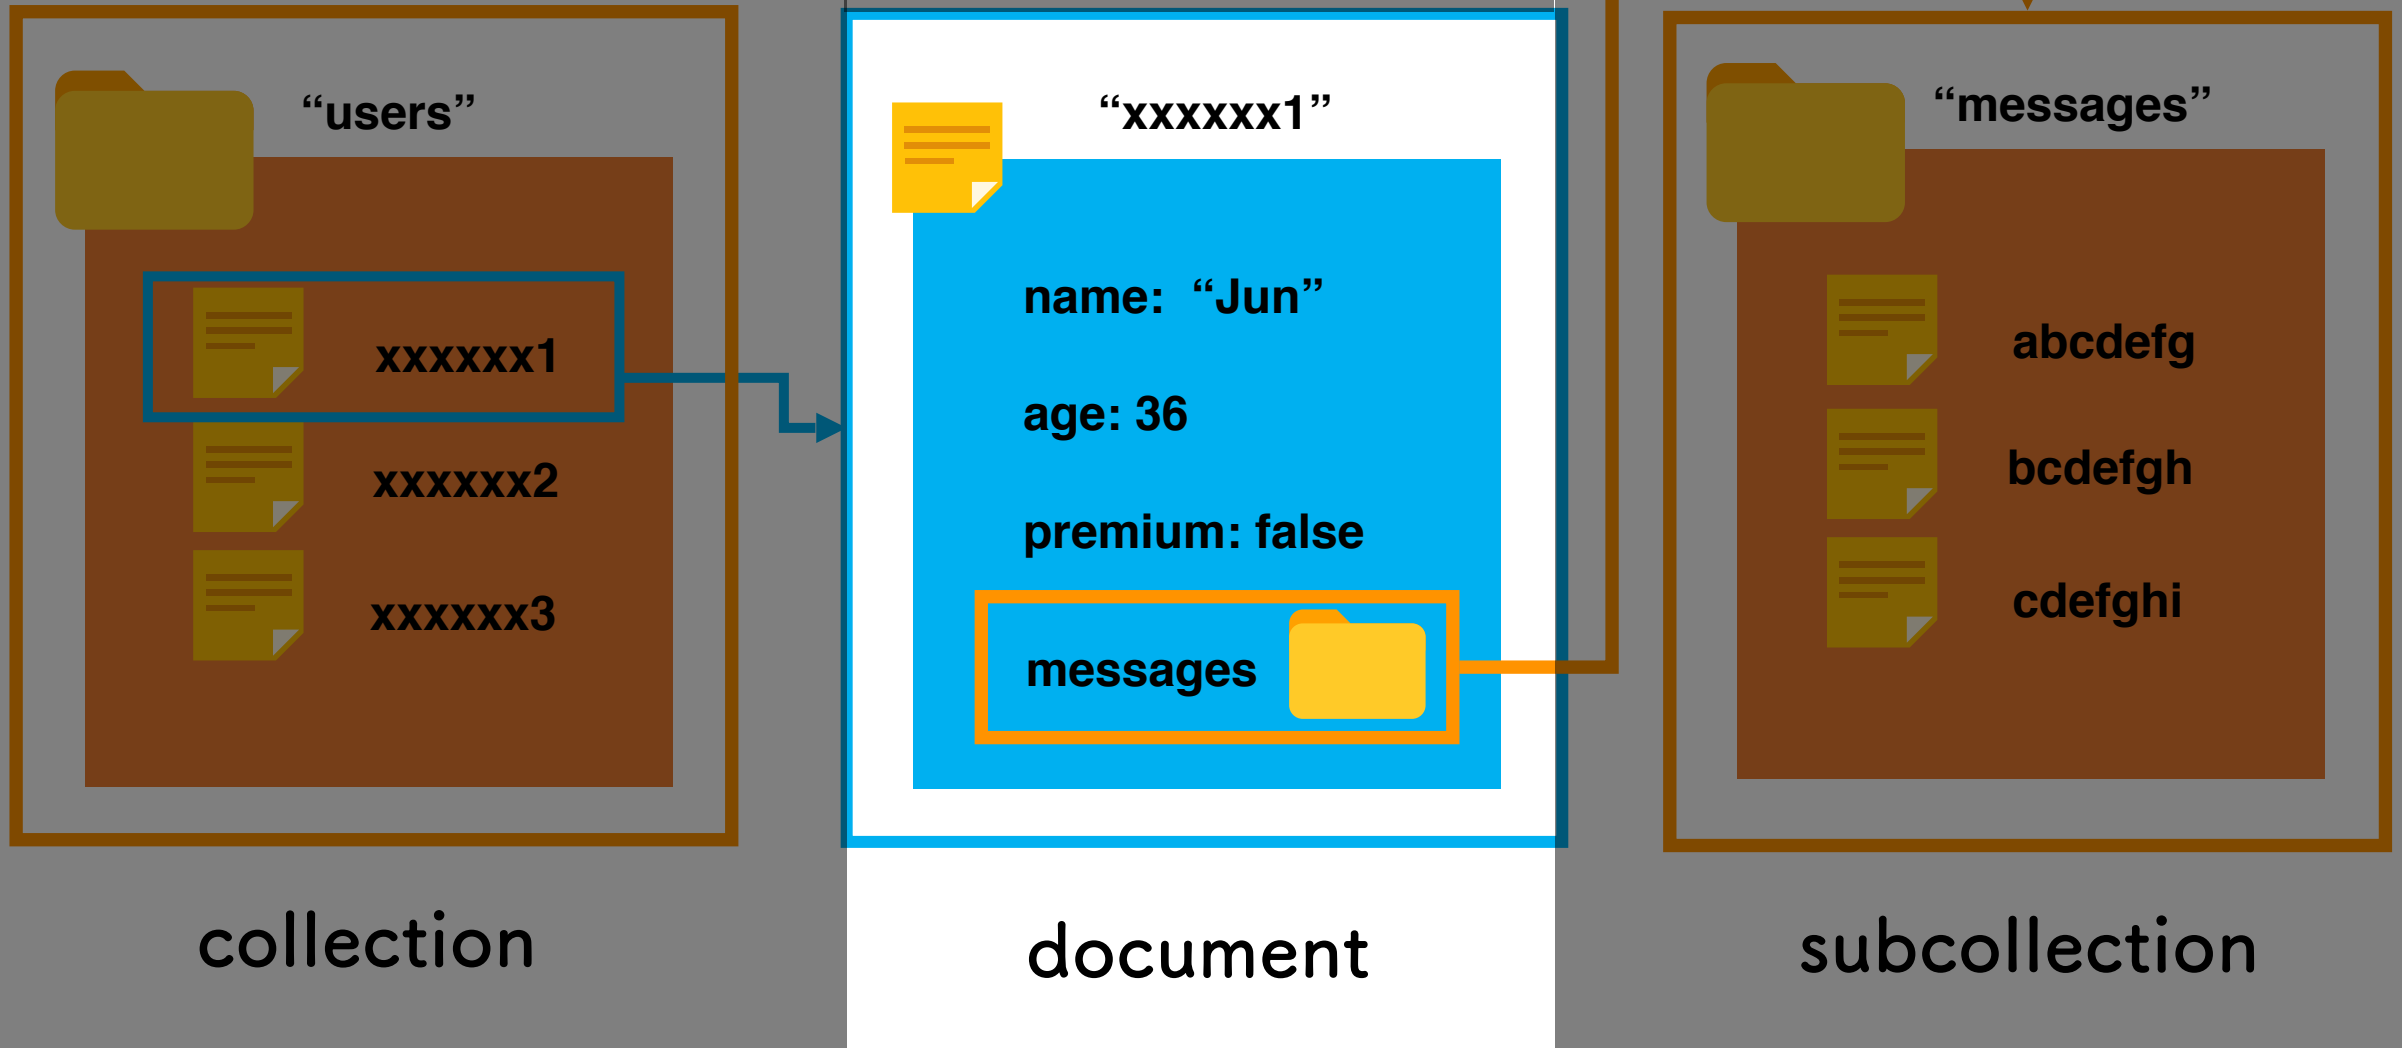 “users”
xxxxxx1
xxxxxx2
xxxxxx3
collection
“xxxxxx1”
name: “Jun”
age: 36
premium: false
messages
document
“messages”
abcdefg
bcdefgh
cdefghi
subcollection